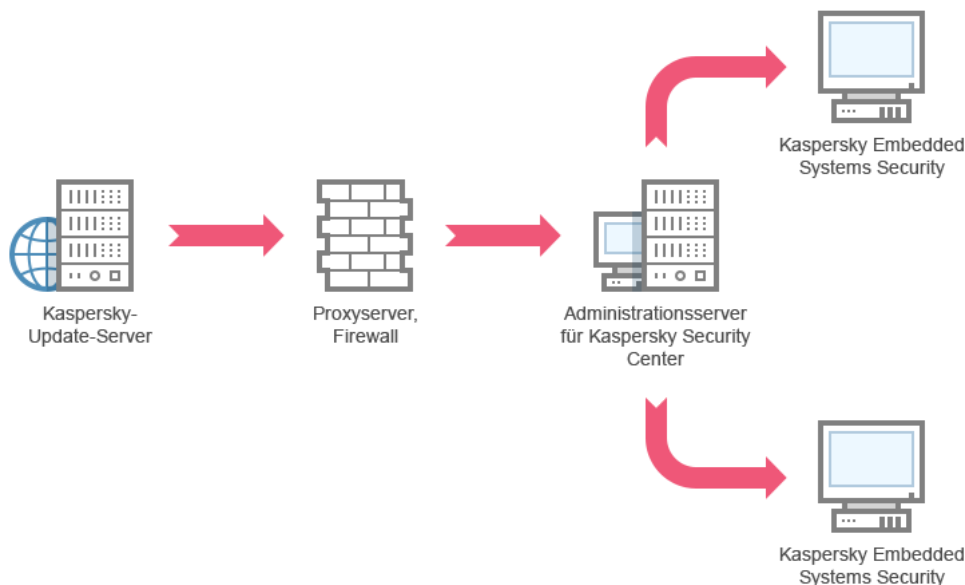 Kaspersky Embedded
Systems Security
Kaspersky-
Update-Server
Proxyserver,
Firewall
Administrationsserver
für Kaspersky Security
Center
Kaspersky Embedded
Systems Security